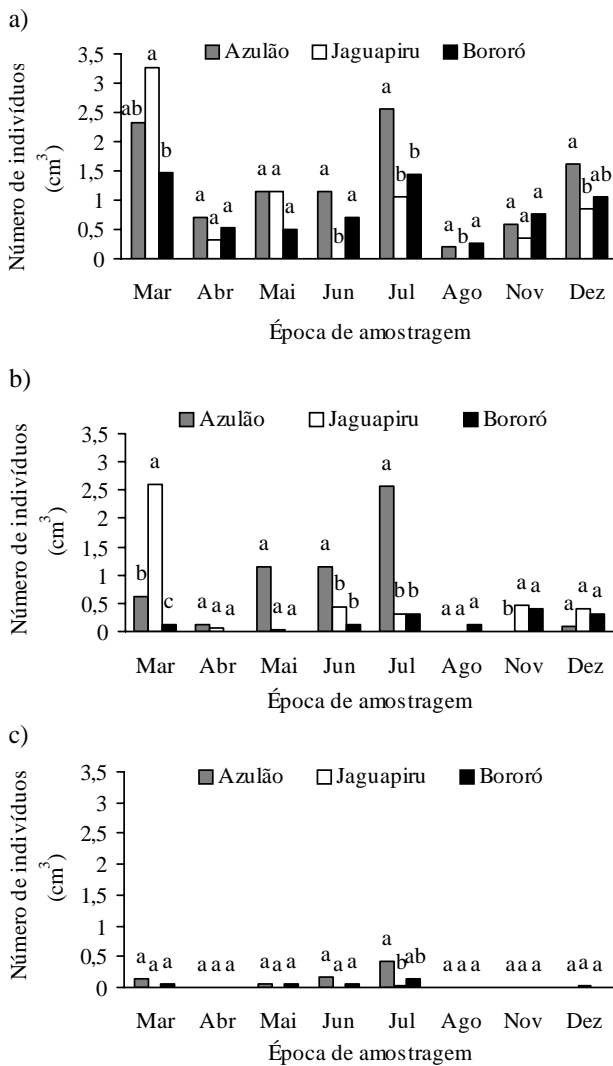 a)
Azulão Jaguapiru Bororó
Número de indivíduos
(cm³)
3,5
3
2,5
2
1,5
1
0,5
0
ab a b
a a a
a a a
a b a
a b b
a b a
a a a
a b ab
Mar Abr Mai Jun Jul Ago Nov Dez
Época de amostragem
b)
Azulão Jaguapiru Bororó
Número de indivíduos
(cm³)
3,5
3
2,5
2
1,5
1
0,5
0
b a c
a a a
a a a
a b b
a b b
a a a
b a a
a a a
Mar Abr Mai Jun Jul Ago Nov Dez
Época de amostragem
c)
Azulão Jaguapiru Bororó
Número de indivíduos
(cm³)
3,5
3
2,5
2
1,5
1
0,5
0
a a a
a a a
a a a
a a a
a b ab
a a a
a a a
a a a
Mar Abr Mai Jun Jul Ago Nov Dez
Época de amostragem